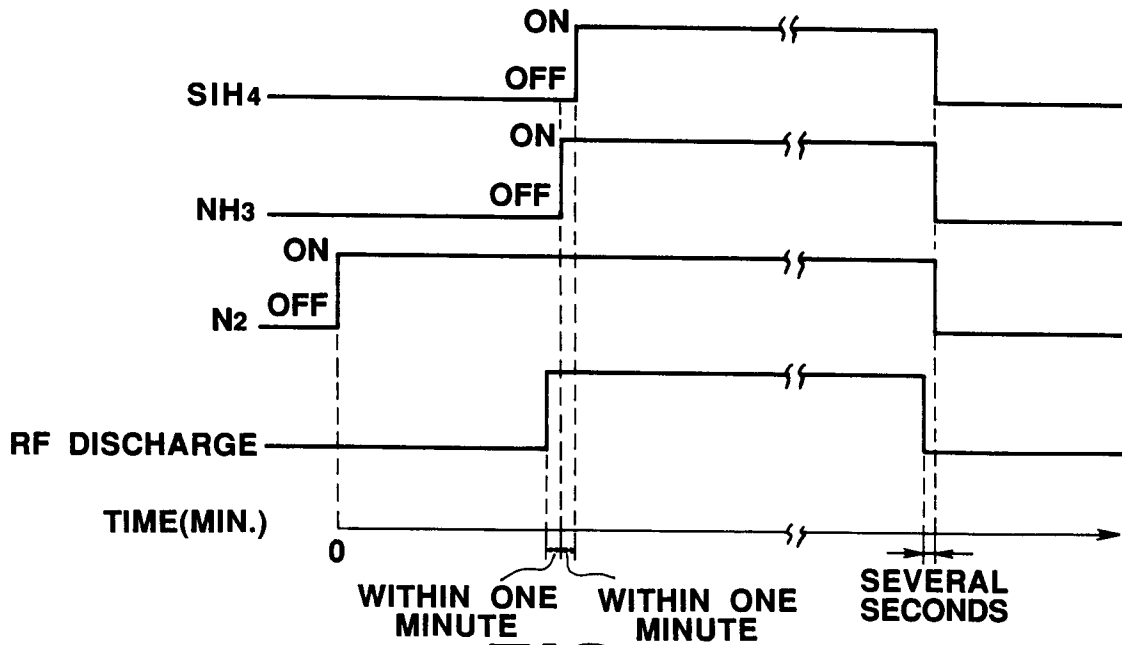 ON
OFF
SIH4
ON
OFF
NH3
ON
OFF
N2
RF DISCHARGE
TIME(MIN.)
0
WITHIN ONE
MINUTE
WITHIN ONE
MINUTE
SEVERAL
SECONDS